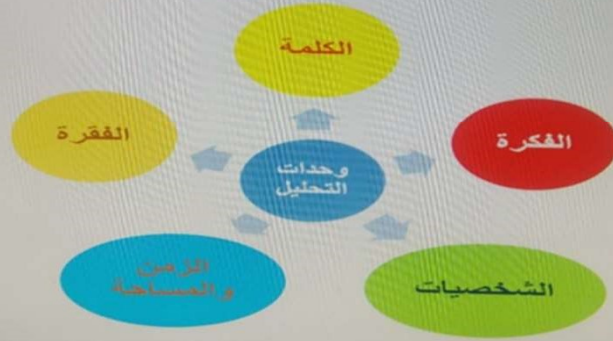 الكلمة
الفقرة
الفكرة
وحدات
التحليل
الزمن
والمساحة
الشخصيات